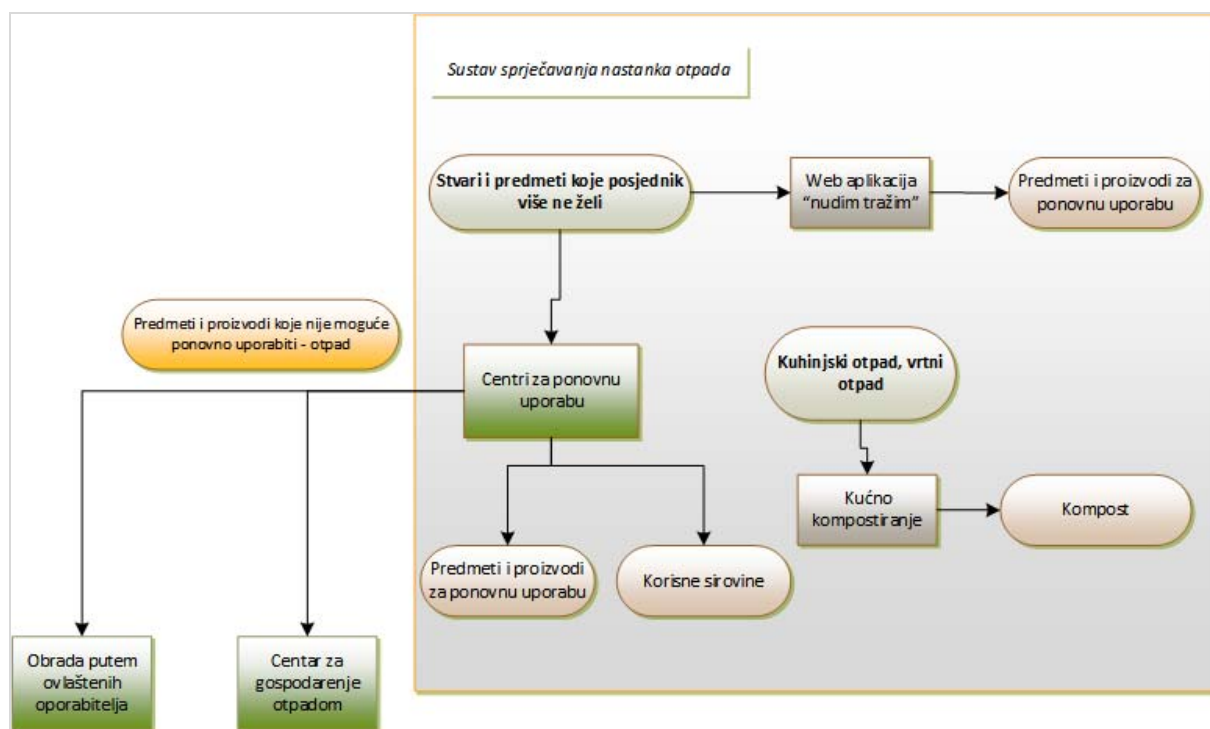 Sustav sprječavanja nastanka otpada
Stvari i predmeti koje posjednik
više ne želi
Web aplikacija
“nudim tražim”
Predmeti i proizvodi za
ponovnu uporabu
Predmeti i proizvodi koje nije moguće
ponovno uporabiti - otpad
Centri za ponovnu
uporabu
Kuhinjski otpad, vrtni
otpad
Kućno
kompostiranje
Kompost
Predmeti i proizvodi
za ponovnu uporabu
Korisne sirovine
Obrada putem
ovlaštenih
oporabitelja
Centar za
gospodarenje
otpadom